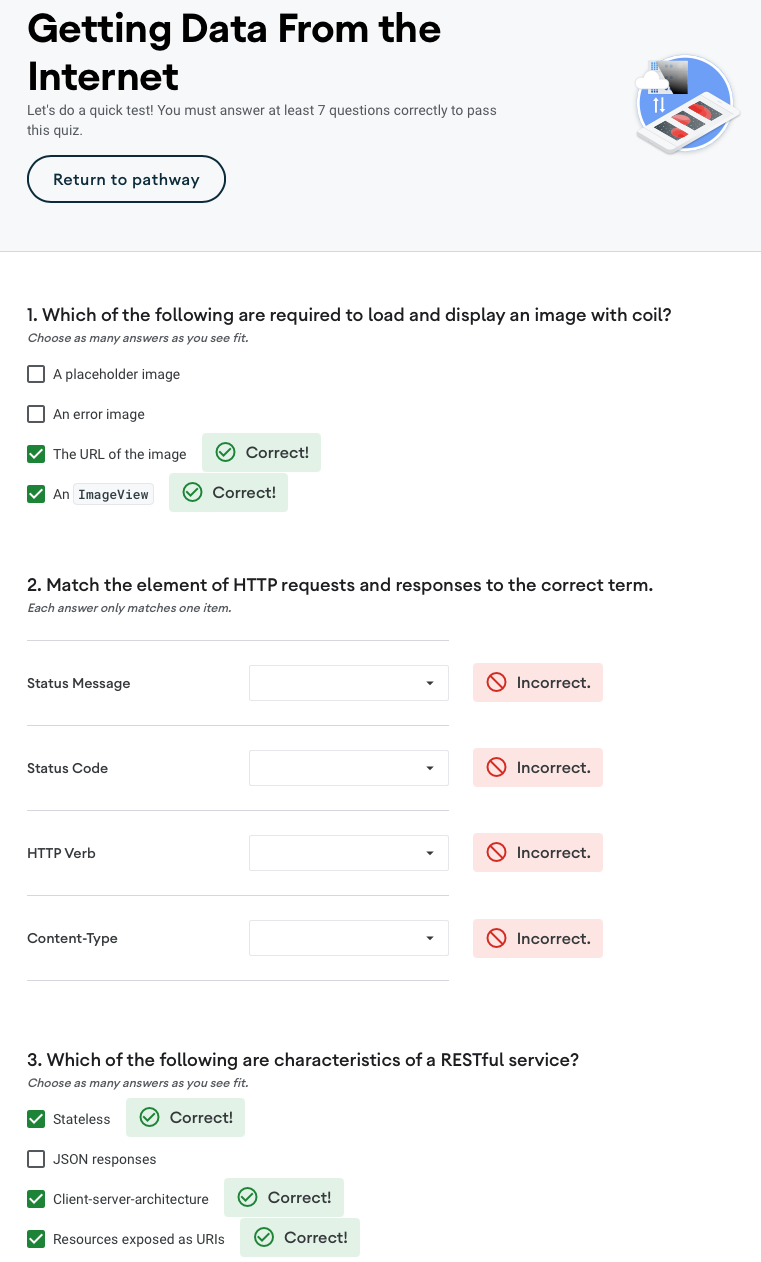 Getting Data From the
Internet
Let's do a quick test! You must answer at least 7 questions correctly to pass
this quiz.
Return to pathway
1. Which of the following are required to load and display an image with coil?
Choose as many answers as you see fit.
A placeholder image
An error image
The URL of the image Correct!
An ImageView Correct!
2. Match the element of HTTP requests and responses to the correct term.
Each answer only matches one item.
Status Message Incorrect.
Status Code Incorrect.
HTTP Verb Incorrect.
Content-Type Incorrect.
3. Which of the following are characteristics of a RESTful service?
Choose as many answers as you see fit.
Stateless Correct!
JSON responses
Client-server-architecture Correct!
Resources exposed as URIs Correct!